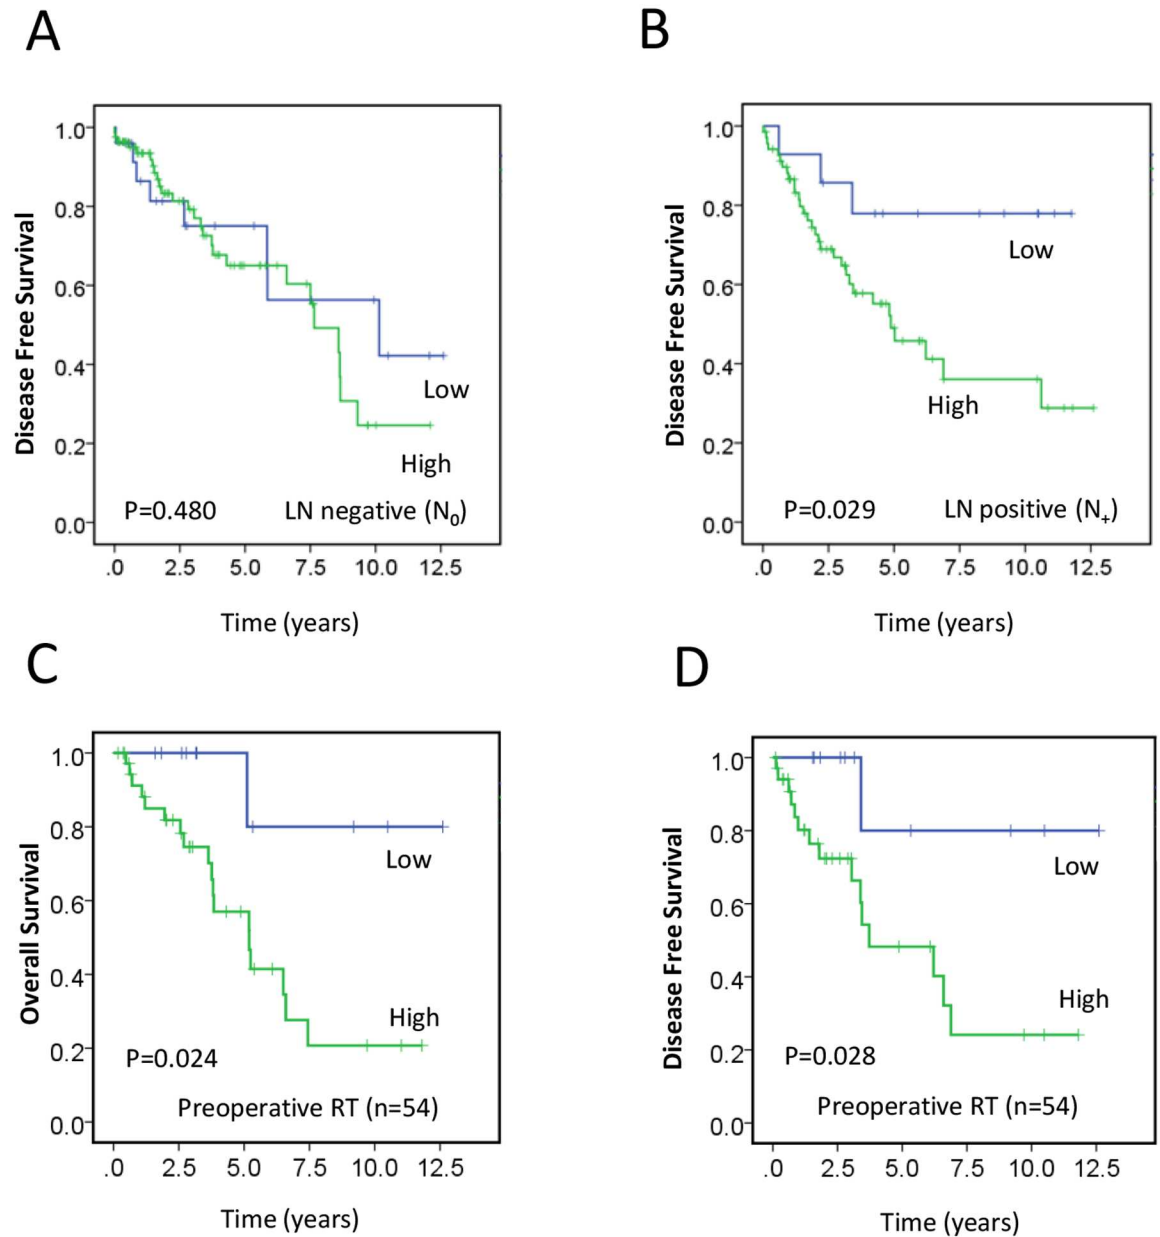 A
Disease Free Survival
1.0
0.8
0.6
0.4
0.2
0.0
Low
High
P=0.480
LN negative (N0)
.0 2.5 5.0 7.5 10.0 12.5
Time (years)
B
Disease Free Survival
1.0
0.8
0.6
0.4
0.2
0.0
Low
High
P=0.029
LN positive (N+)
.0 2.5 5.0 7.5 10.0 12.5
Time (years)
C
Overall Survival
1.0
0.8
0.6
0.4
0.2
0.0
Low
High
P=0.024
Preoperative RT (n=54)
.0 2.5 5.0 7.5 10.0 12.5
Time (years)
D
Disease Free Survival
1.0
0.8
0.6
0.4
0.2
0.0
Low
High
P=0.028
Preoperative RT (n=54)
.0 2.5 5.0 7.5 10.0 12.5
Time (years)